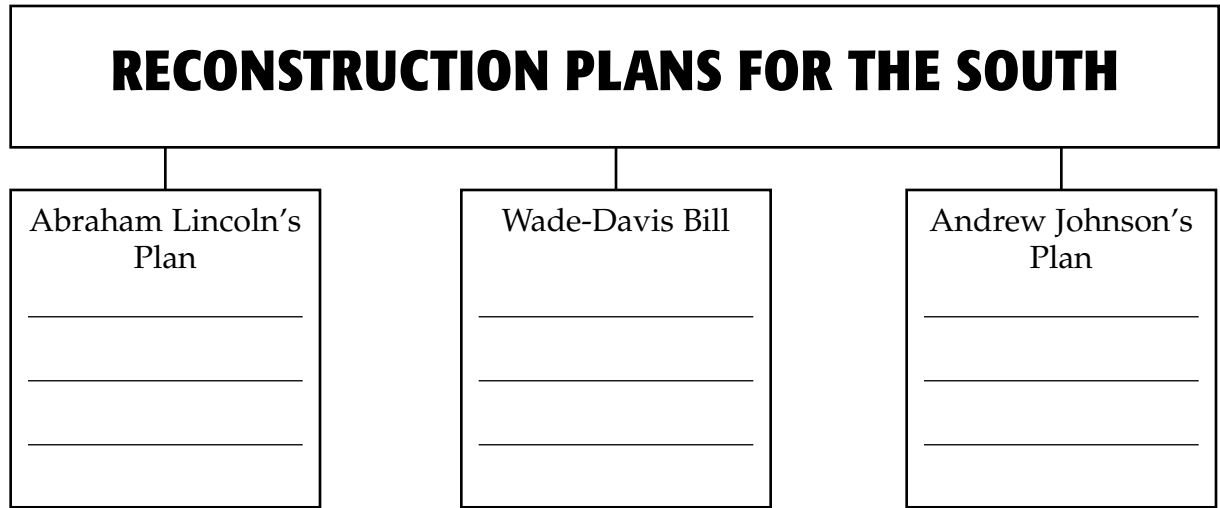 RECONSTRUCTION PLANS FOR THE SOUTH
Abraham Lincoln’s
Plan
Wade-Davis Bill
Andrew Johnson’s
Plan